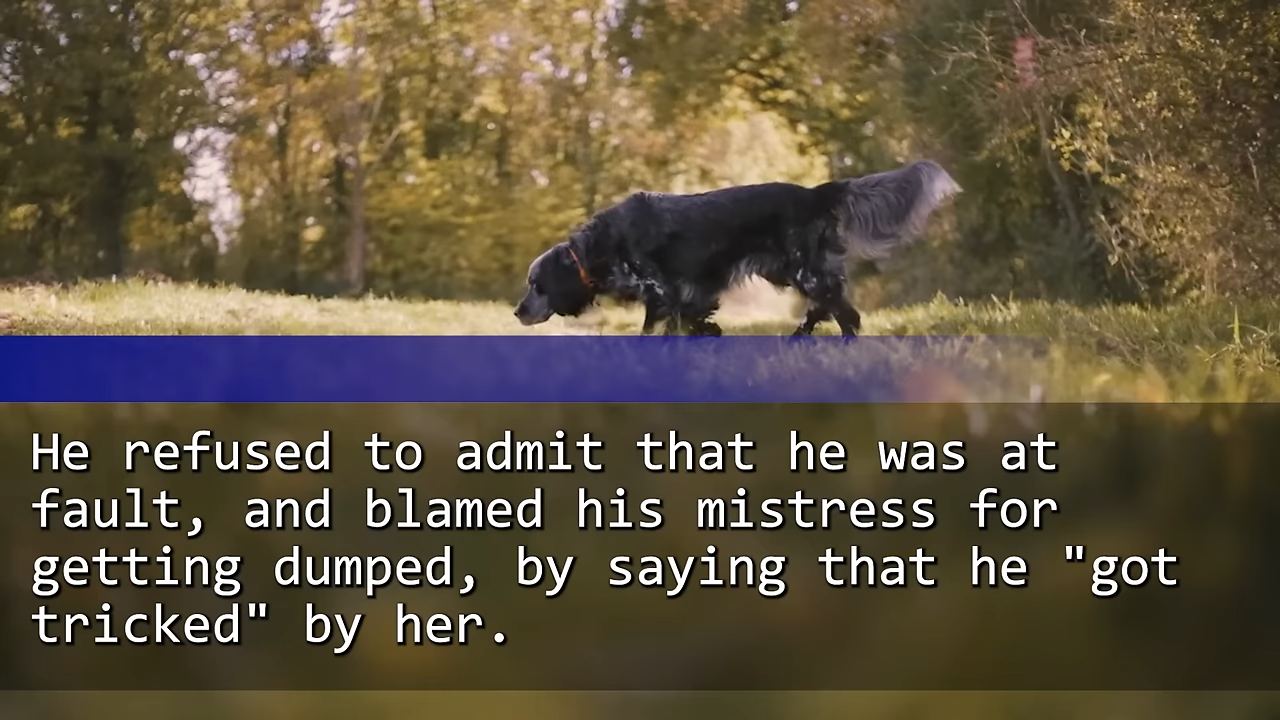 He refused to admit that he was at
fault, and blamed his mistress for
getting dumped, by saying that he "got
tricked" by her.